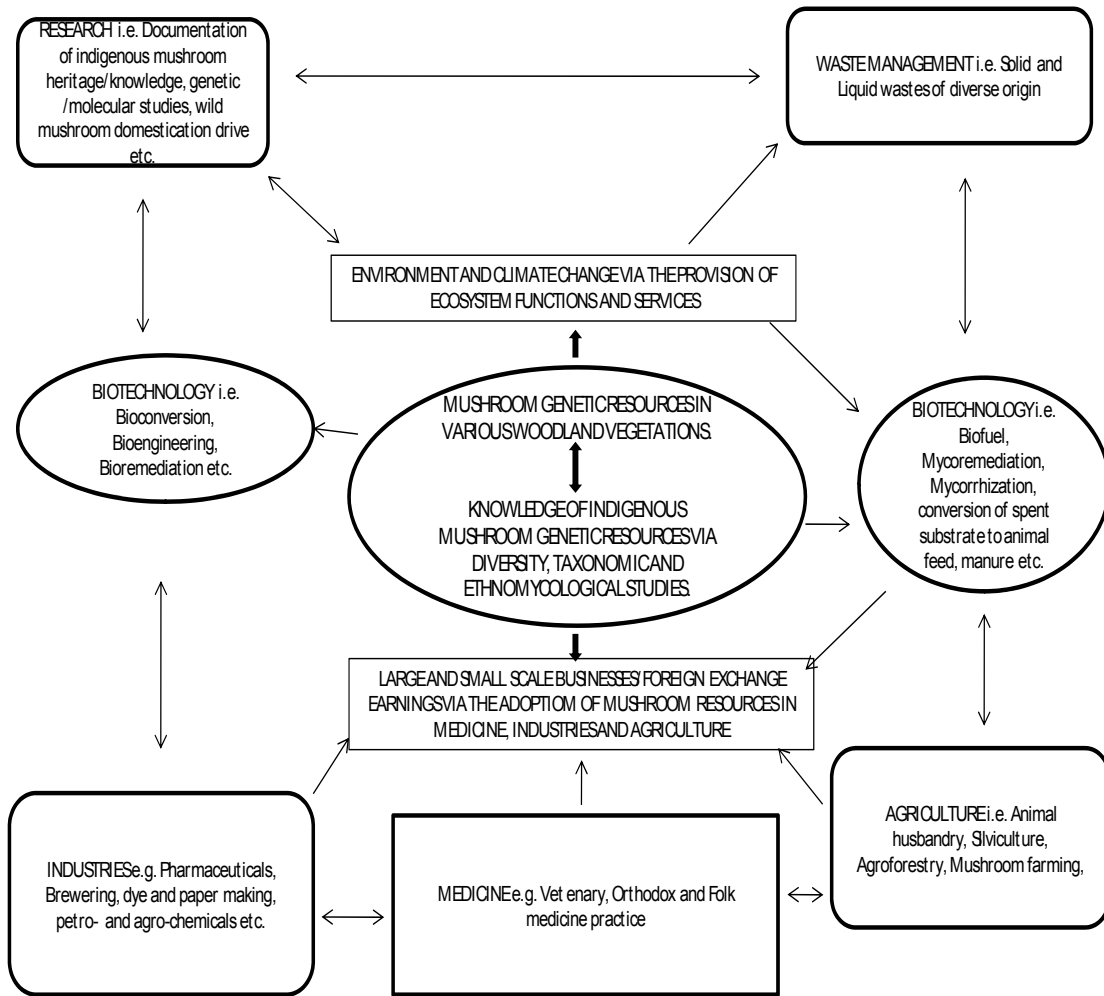 RESEARCH i.e. Documentation
of indigenous mushroom
heritage/knowledge, genetic
/molecular studies, wild
mushroom domestication drive
etc.
WASTE MANAGEMENT i.e. Solid and
Liquid wastes of diverse origin
ENVIRONMENT AND CLIMATE CHANGE VIA THE PROVISION OF
ECOSYSTEM FUNCTIONS AND SERVICES
BIOTECHNOLOGY i.e.
Bioconversion,
Bioengineering,
Bioremediation etc.
MUSHROOM GENETIC RESOURCES IN
VARIOUS WOODLAND VEGETATIONS.
KNOWLEDGE OF INDIGENOUS
MUSHROOM GENETIC RESOURCES VIA
DIVERSITY, TAXONOMIC AND
ETHNOMYCOLOGICAL STUDIES.
BIOTECHNOLOGY i.e.
Biofuel,
Mycoremediation,
Mycorrhization,
conversion of spent
substrate to animal
feed, manure etc.
LARGE AND SMALL SCALE BUSINESSES/ FOREIGN EXCHANGE
EARNINGS VIA THE ADOPTIOM OF MUSHROOM RESOURCES IN
MEDICINE, INDUSTRIES AND AGRICULTURE
INDUSTRIES e.g. Pharmaceuticals,
Brewering, dye and paper making,
petro- and agro-chemicals etc.
MEDICINE e.g. Vet enary, Orthodox and Folk
medicine practice
AGRICULTURE i.e. Animal
husbandry, Silviculture,
Agroforestry, Mushroom farming,